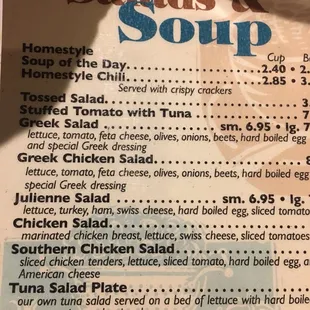 Salads &
Soup
Cup
Homestyle
Soup of the Day 2.40 • 2.
Homestyle Chili 2.85 • 3.
Served with crispy crackers
Tossed Salad 3
Stuffed Tomato with Tuna 7
Greek Salad sm. 6.95 • lg. 7
lettuce, tomato, feta cheese, olives, onions, beets, hard boiled egg
and special Greek dressing
Greek Chicken Salad
lettuce, tomato, feta cheese, olives, onions, beets, hard boiled egg
special Greek dressing
Julienne Salad sm. 6.95 • lg.
lettuce, turkey, ham, swiss cheese, hard boiled egg, sliced tomato
Chicken Salad
marinated chicken breast, lettuce, swiss cheese, sliced tomatoes
Southern Chicken Salad
sliced chicken tenders, lettuce, sliced tomato, hard boiled egg, a
American cheese
Tuna Salad Plate
our own tuna salad served on a bed of lettuce with hard boile